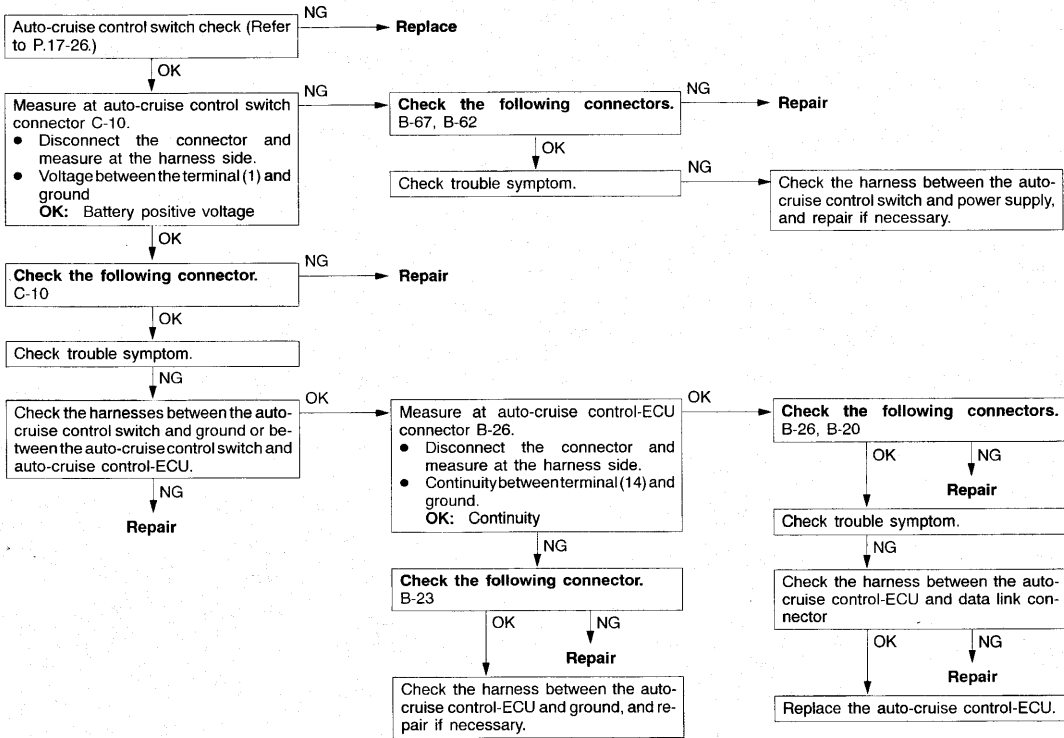 NG
Auto-cruise control switch check (Refer
to P.17-26.)
Replace
OK
Measure at auto-cruise control switch
connector C-10.
● Disconnect the connector and
measure at the harness side.
● Voltage between the terminal (1) and
ground
OK: Battery positive voltage
NG
Check the following connectors.
B-67, B-62
NG
Repair
OK
Check trouble symptom.
NG
Check the harness between the auto-
cruise control switch and power supply,
and repair if necessary.
OK
Check the following connector.
C-10
NG
Repair
OK
Check trouble symptom.
NG
Check the harnesses between the auto-
cruise control switch and ground or be-
tween the auto-cruise control switch and
auto-cruise control-ECU.
NG
Repair
OK
Measure at auto-cruise control-ECU
connector B-26.
● Disconnect the connector and
measure at the harness side.
● Continuity between terminal (14) and
ground.
OK: Continuity
NG
Check the following connector.
B-23
OK
NG
Repair
Check the harness between the auto-
cruise control-ECU and ground, and re-
pair if necessary.
OK
Check the following connectors.
B-26, B-20
OK
NG
Repair
Check trouble symptom.
NG
Check the harness between the auto-
cruise control-ECU and data link con-
nector
OK
NG
Repair
Replace the auto-cruise control-ECU.